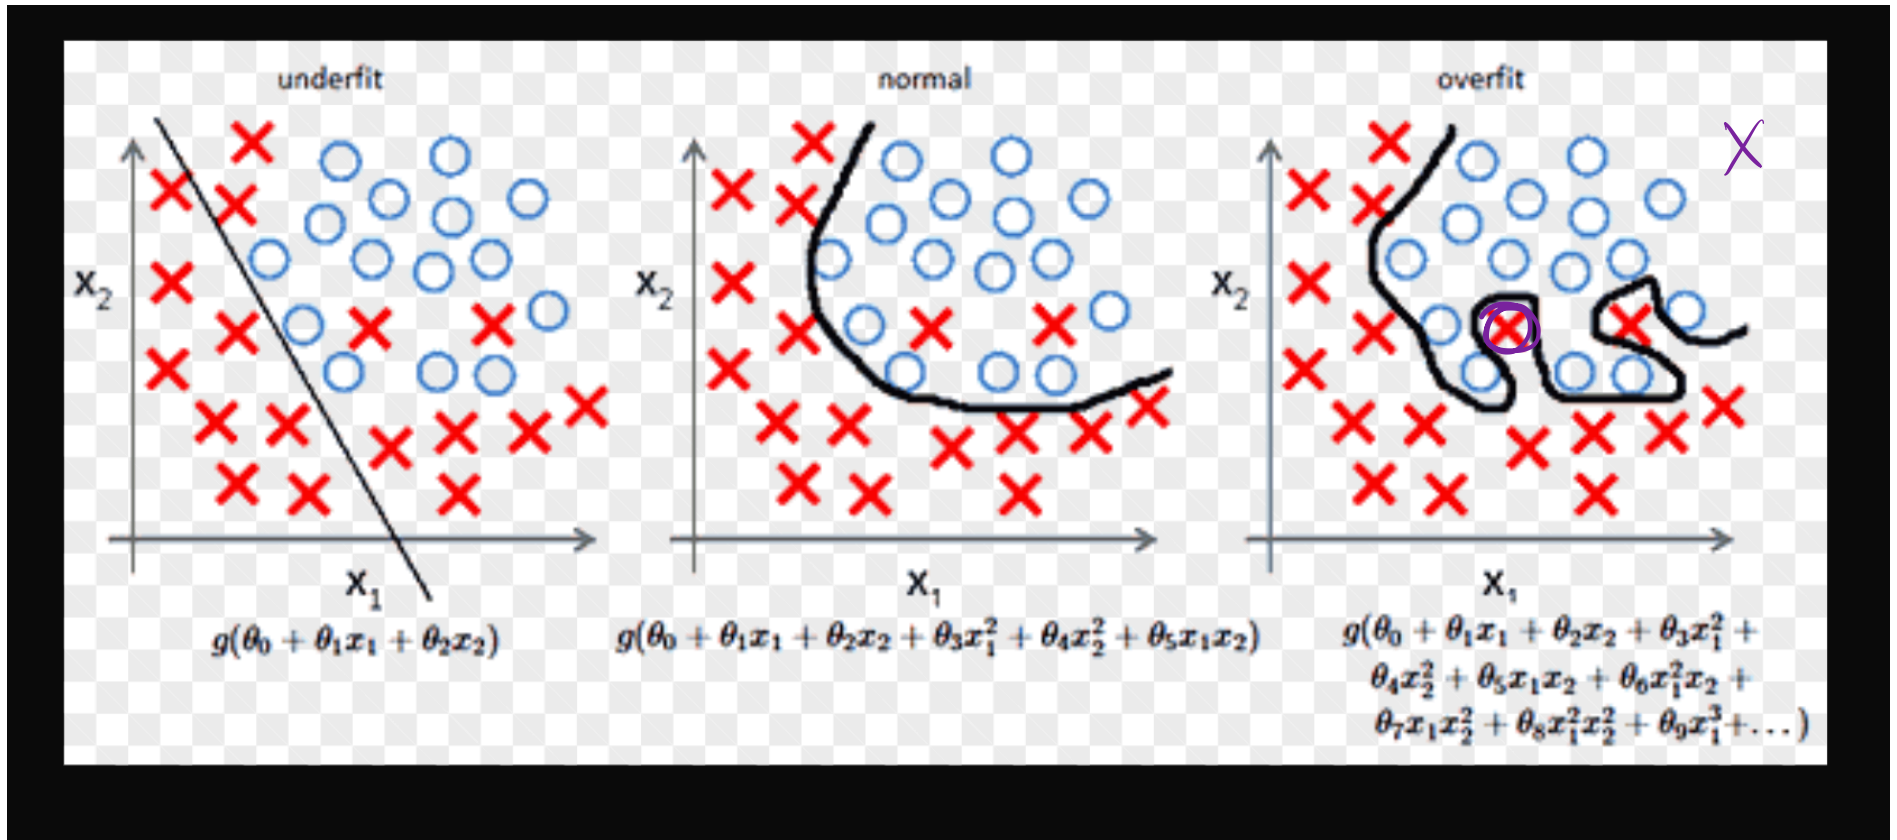 underfit
normal
overfit
X
x₂
x₂
x₂
x₁
x₁
x₁
g(θ₀ + θ₁x₁ + θ₂x₂)
g(θ₀ + θ₁x₁ + θ₂x₂ + θ₃x₁² + θ₄x₂² + θ₅x₁x₂)
g(θ₀ + θ₁x₁ + θ₂x₂ + θ₃x₁² +
θ₄x₂² + θ₅x₁x₂ + θ₆x₁²x₂ +
θ₇x₁x₂² + θ₈x₁²x₂² + θ₉x₁³+...)